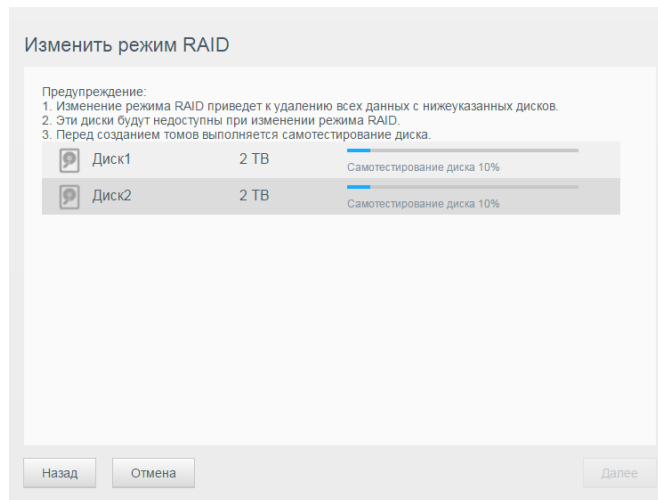 Изменить режим RAID
Предупреждение:
1. Изменение режима RAID приведет к удалению всех данных с нижеуказанных дисков.
2. Эти диски будут недоступны при изменении режима RAID.
3. Перед созданием томов выполняется самотестирование диска.
Диск1 2 TB Самотестирование диска 10%
Диск2 2 TB Самотестирование диска 10%
Назад Отмена Далее